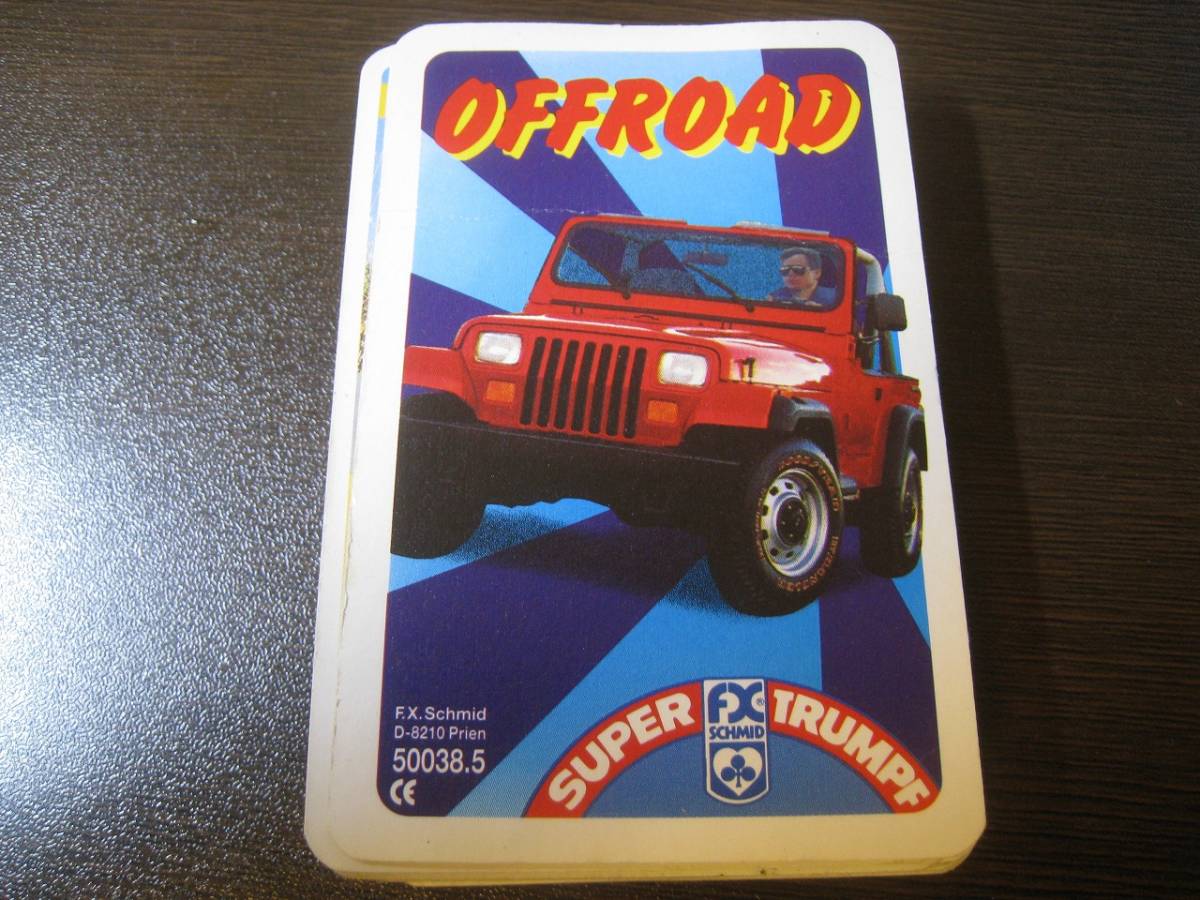 OFFROAD
F.X.Schmid
D-8210 Prien
50038.5
CE
SUPER
FX®
SCHMID
TRUMPF